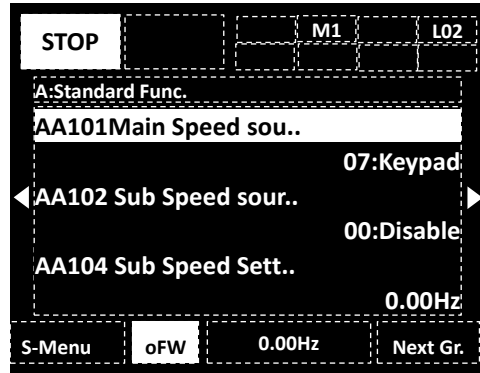 STOP M1 L02
A:Standard Func.
AA101Main Speed sou..
07:Keypad
AA102 Sub Speed sour..
00:Disable
AA104 Sub Speed Sett..
0.00Hz
S-Menu oFW 0.00Hz Next Gr.